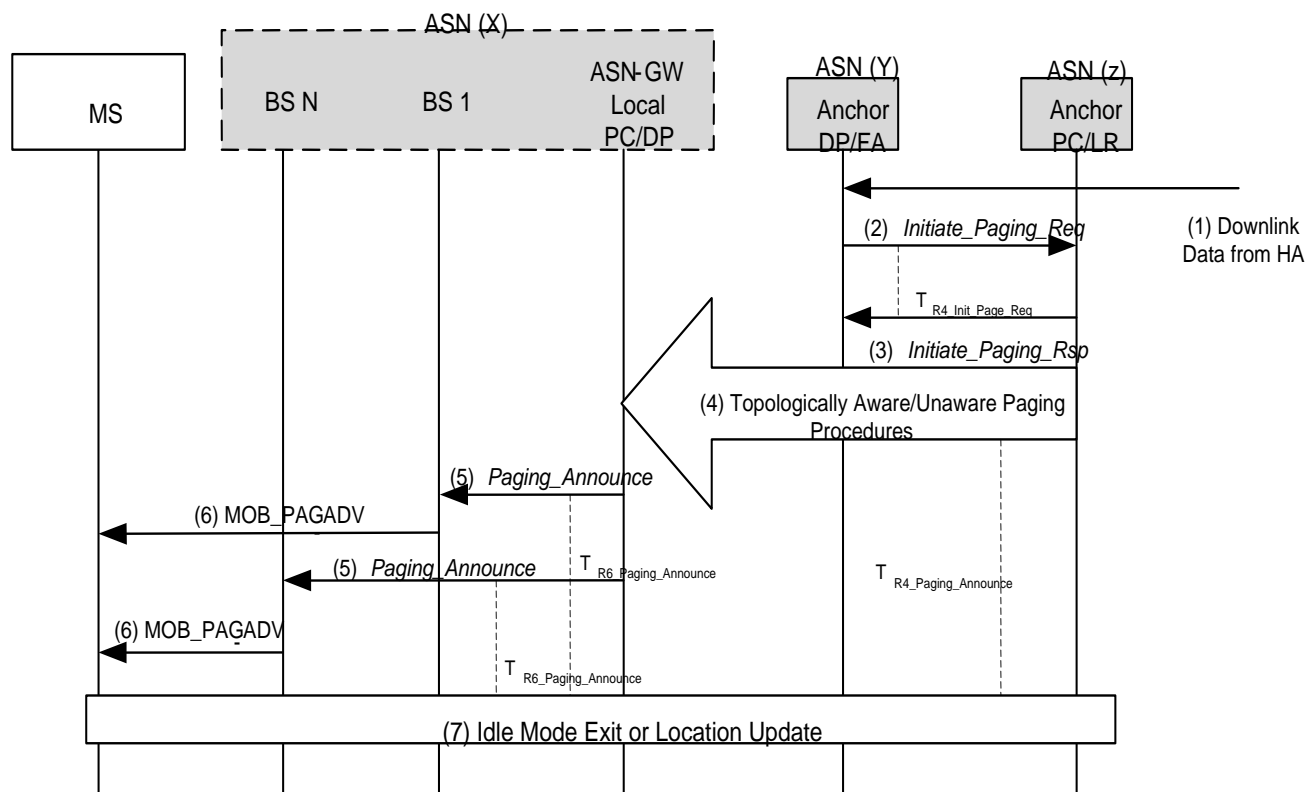 ASN (X)
MS
BS N
BS 1
ASN-GW
Local
PC/DP
ASN (Y)
Anchor
DP/FA
ASN (z)
Anchor
PC/LR
(1) Downlink
Data from HA
(2) Initiate_Paging_Req
T R4_Init_Page_Req
(3) Initiate_Paging_Rsp
(4) Topologically Aware/Unaware Paging
Procedures
(5) Paging_Announce
(6) MOB_PAGADV
T R6_Paging_Announce
(5) Paging_Announce
T R4_Paging_Announce
(6) MOB_PAGADV
T R6_Paging_Announce
(7) Idle Mode Exit or Location Update